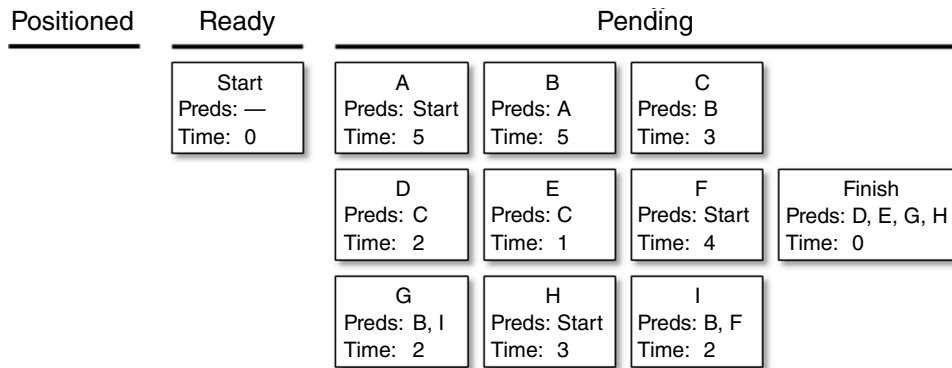 Positioned Ready Pending
Start
Preds: —
Time: 0
A
Preds: Start
Time: 5
B
Preds: A
Time: 5
C
Preds: B
Time: 3
D
Preds: C
Time: 2
E
Preds: C
Time: 1
F
Preds: Start
Time: 4
Finish
Preds: D, E, G, H
Time: 0
G
Preds: B, I
Time: 2
H
Preds: Start
Time: 3
I
Preds: B, F
Time: 2